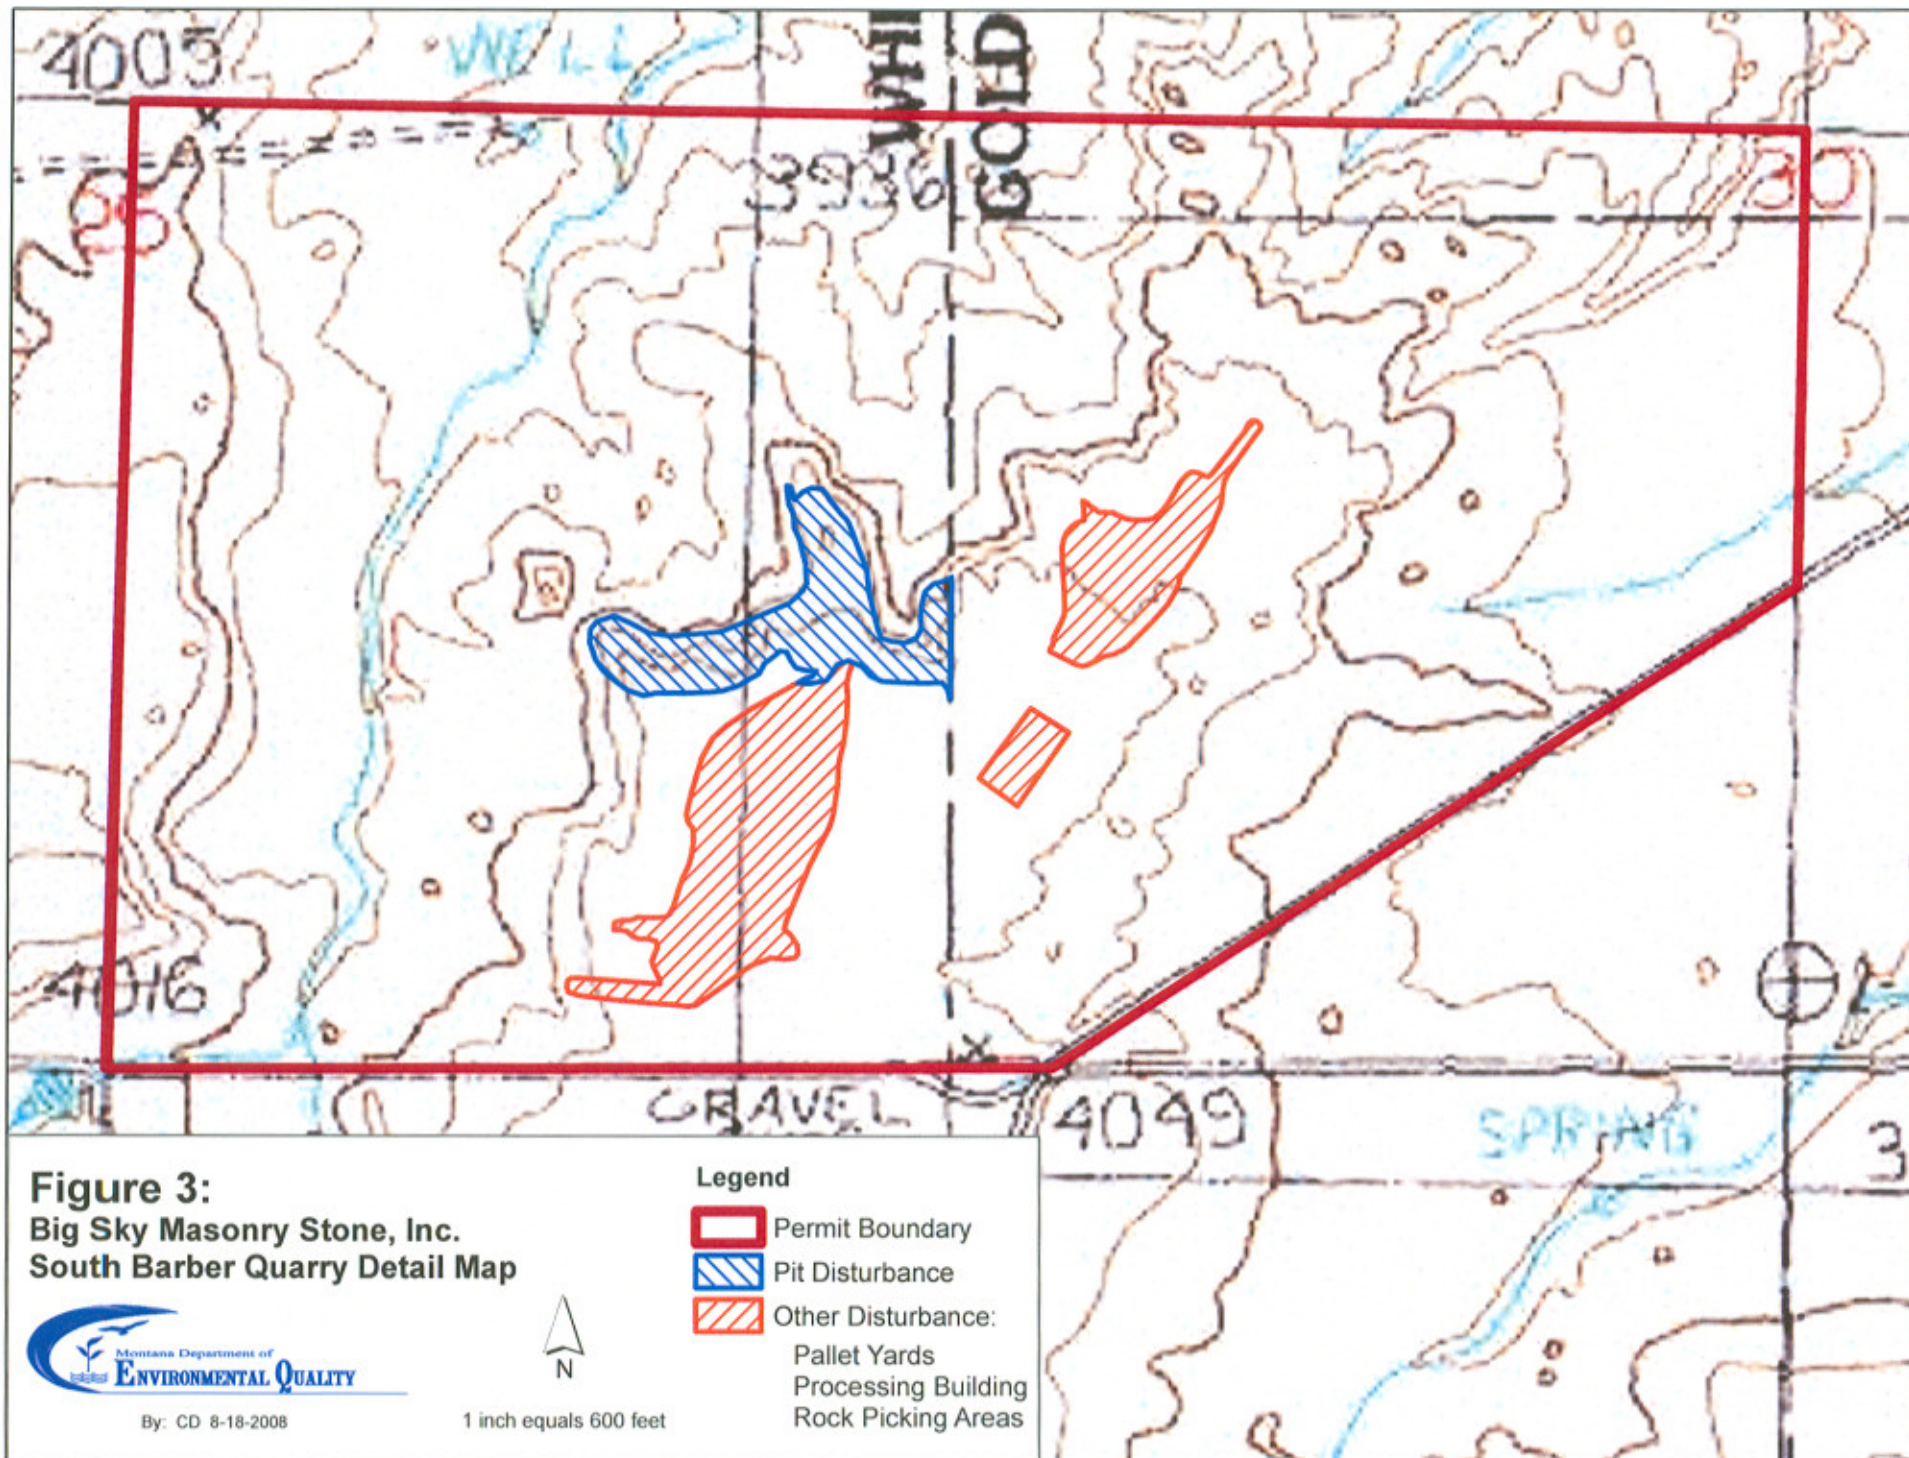 4003
WELL
WHI
GOLD
3936
30
4016
GRAVEL
4049
SPRING
3
Figure 3:
Big Sky Masonry Stone, Inc.
South Barber Quarry Detail Map
Montana Department of
ENVIRONMENTAL QUALITY
By: CD 8-18-2008
N
1 inch equals 600 feet
Legend
Permit Boundary
Pit Disturbance
Other Disturbance:
Pallet Yards
Processing Building
Rock Picking Areas